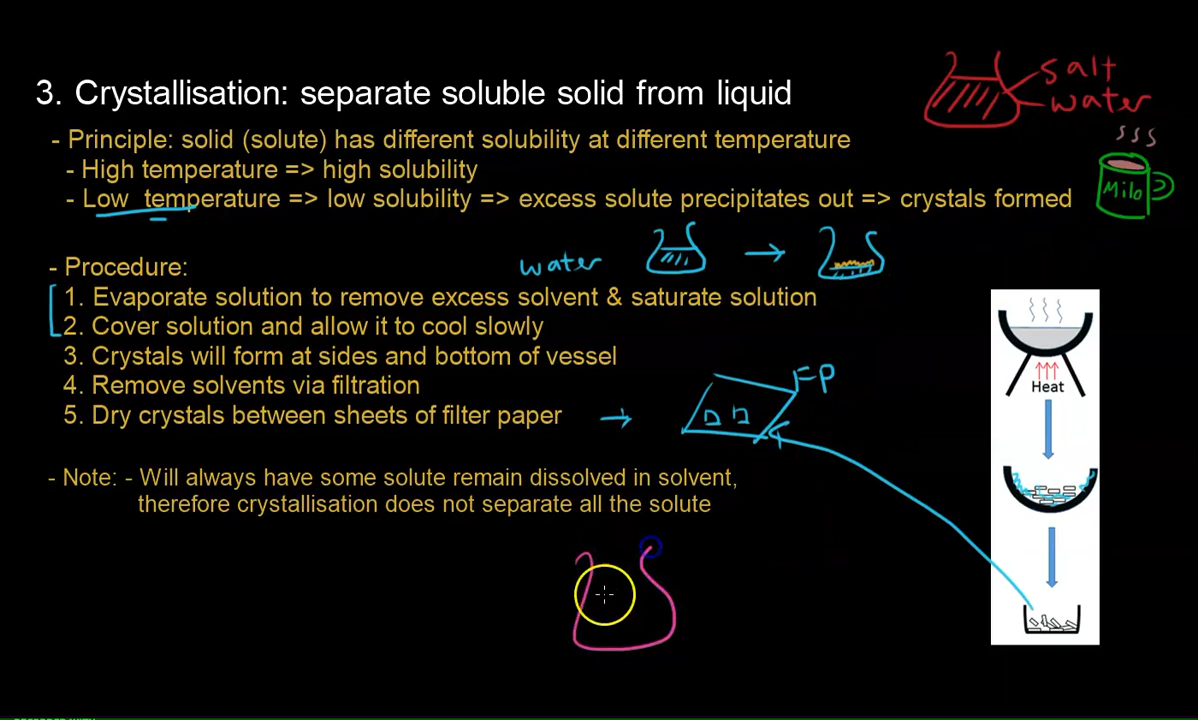 3. Crystallisation: separate soluble solid from liquid
salt
water
- Principle: solid (solute) has different solubility at different temperature
- High temperature => high solubility
- Low temperature => low solubility => excess solute precipitates out => crystals formed
Milo
- Procedure:
water
1. Evaporate solution to remove excess solvent & saturate solution
2. Cover solution and allow it to cool slowly
3. Crystals will form at sides and bottom of vessel
4. Remove solvents via filtration
5. Dry crystals between sheets of filter paper
FP
Heat
- Note: - Will always have some solute remain dissolved in solvent,
therefore crystallisation does not separate all the solute